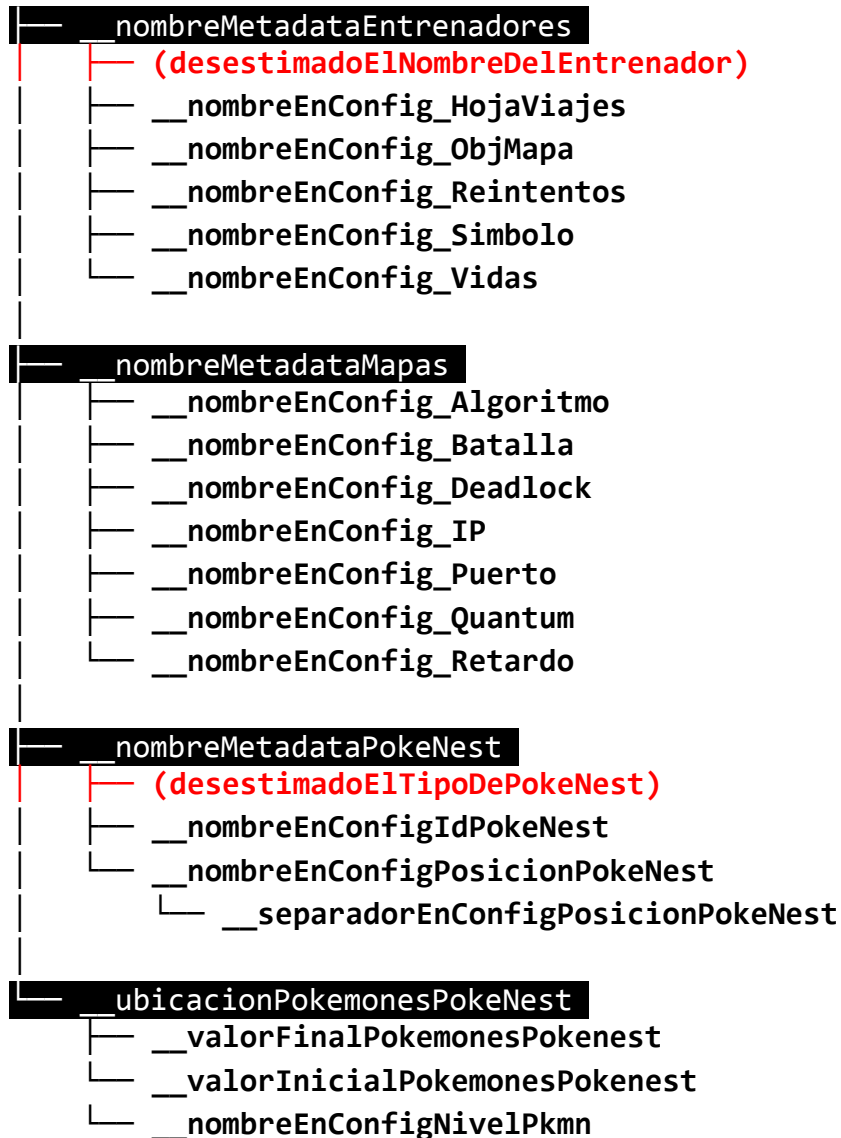 ├── __nombreMetadataEntrenadores
│   ├── (desestimadoElNombreDelEntrenador)
│   ├── __nombreEnConfig_HojaViajes
│   ├── __nombreEnConfig_ObjMapa
│   ├── __nombreEnConfig_Reintentos
│   ├── __nombreEnConfig_Simbolo
│   └── __nombreEnConfig_Vidas
│
├── __nombreMetadataMapas
│   ├── __nombreEnConfig_Algoritmo
│   ├── __nombreEnConfig_Batalla
│   ├── __nombreEnConfig_Deadlock
│   ├── __nombreEnConfig_IP
│   ├── __nombreEnConfig_Puerto
│   ├── __nombreEnConfig_Quantum
│   └── __nombreEnConfig_Retardo
│
├── __nombreMetadataPokeNest
│   ├── (desestimadoElTipoDePokeNest)
│   ├── __nombreEnConfigIdPokeNest
│   └── __nombreEnConfigPosicionPokeNest
│       └── __separadorEnConfigPosicionPokeNest
│
└── __ubicacionPokemonesPokeNest
    ├── __valorFinalPokemonesPokenest
    └── __valorInicialPokemonesPokenest
    └── __nombreEnConfigNivelPkmn